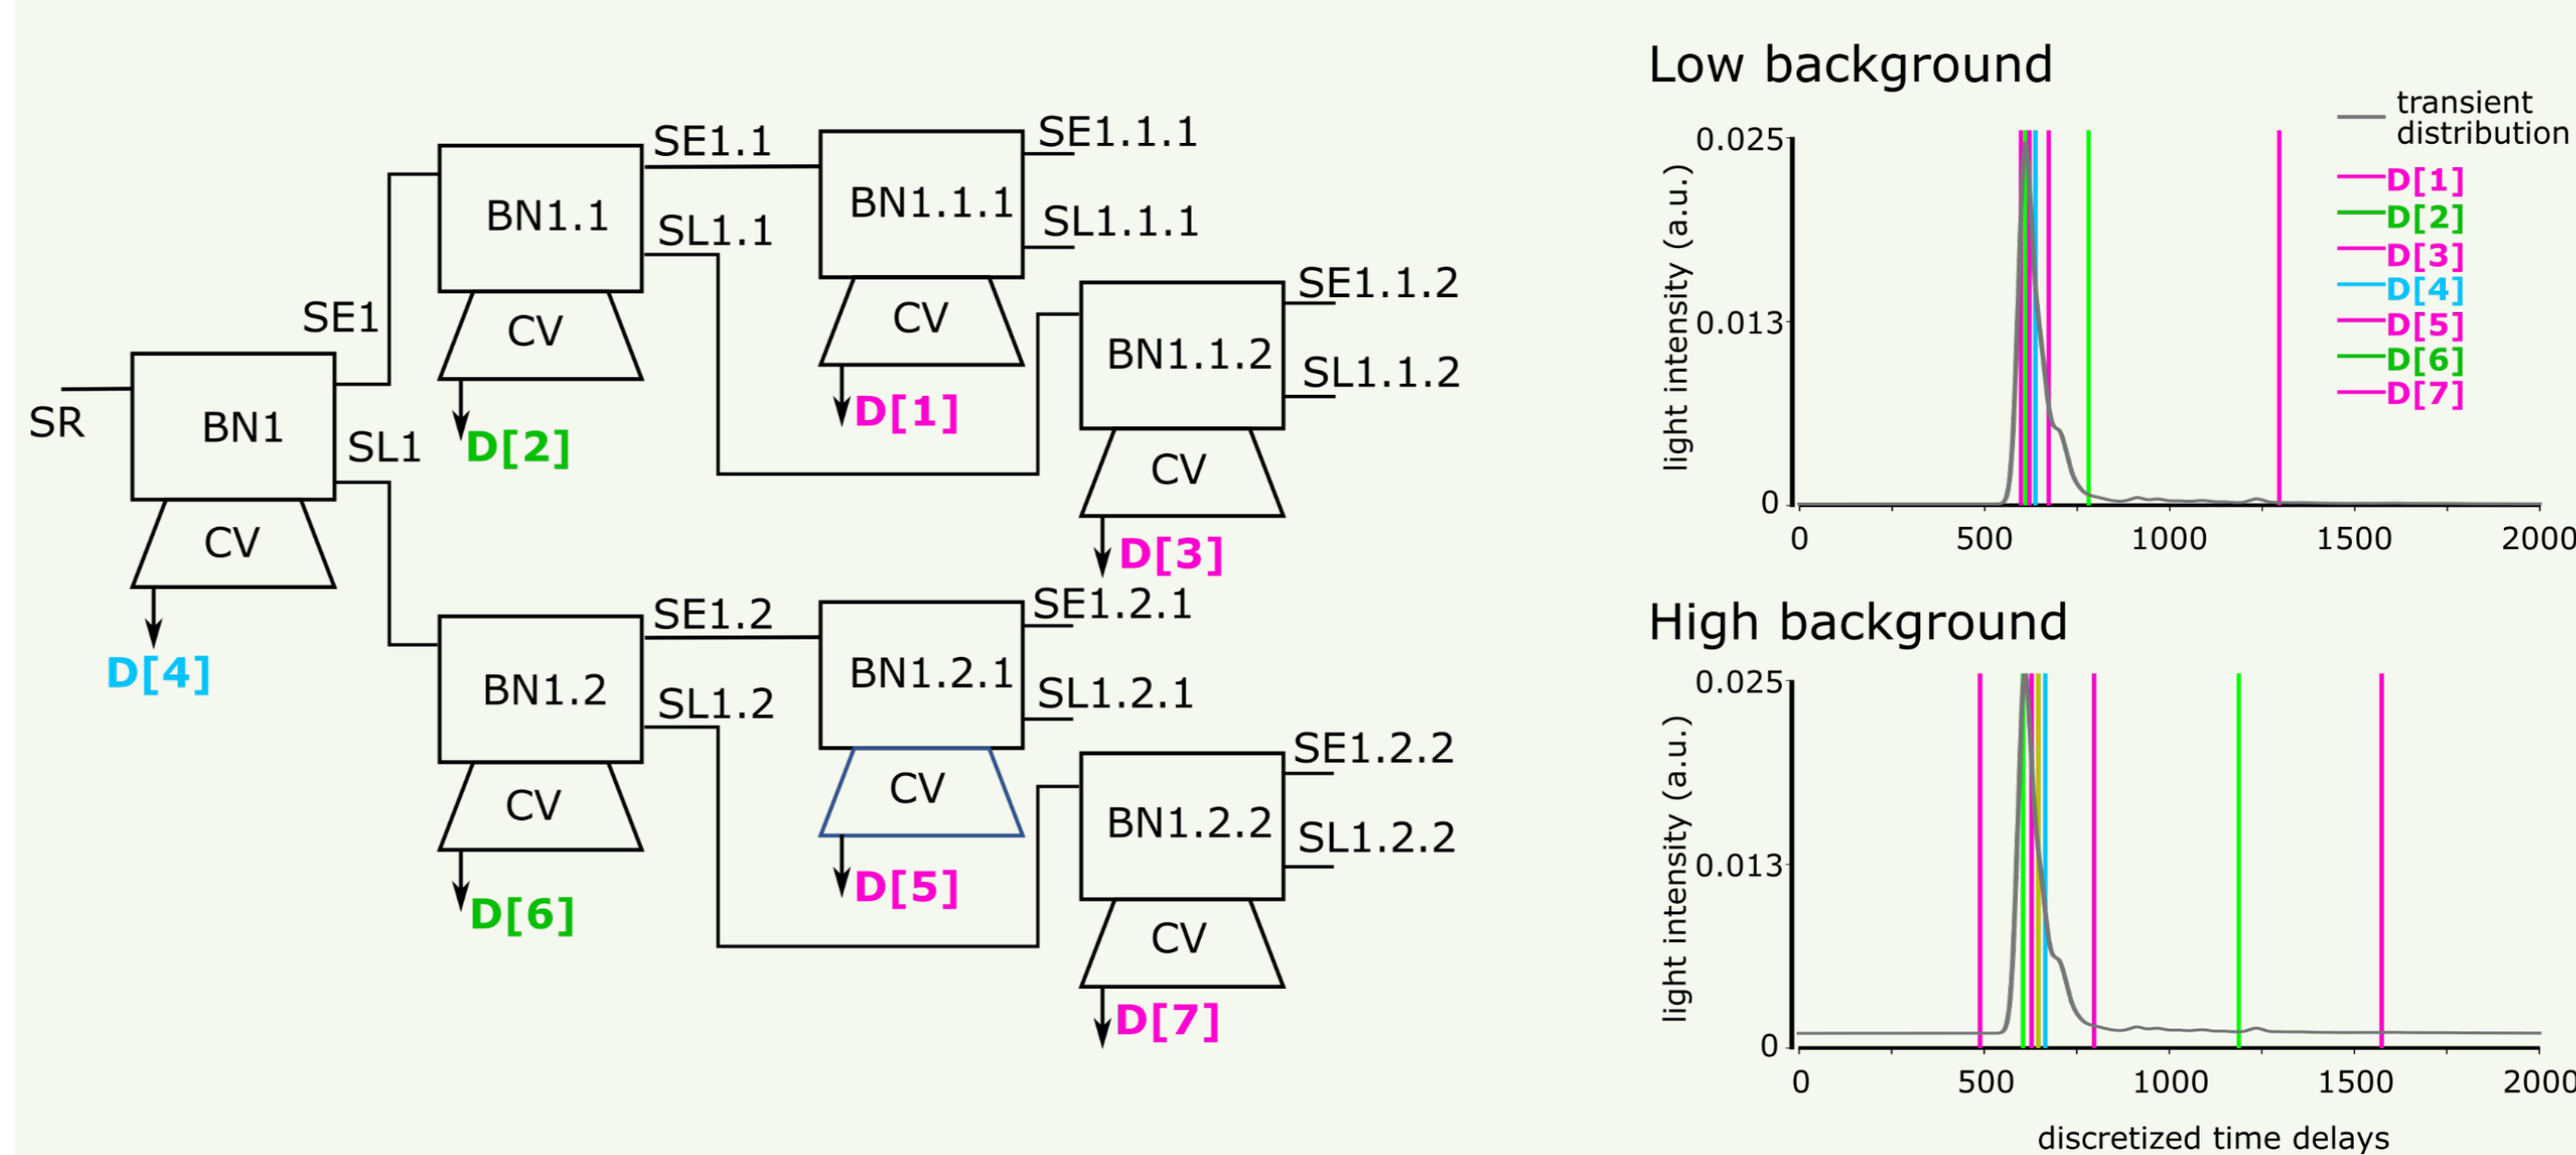 SR
BN1
CV
D[4]
SE1
SL1
BN1.1
CV
D[2]
SE1.1
SL1.1
BN1.1.1
CV
D[1]
SE1.1.1
SL1.1.1
BN1.1.2
CV
D[3]
SE1.1.2
SL1.1.2
BN1.2
CV
D[6]
SE1.2
SL1.2
BN1.2.1
CV
D[5]
SE1.2.1
SL1.2.1
BN1.2.2
CV
D[7]
SE1.2.2
SL1.2.2
Low background
transient
distribution
D[1]
D[2]
D[3]
D[4]
D[5]
D[6]
D[7]
light intensity (a.u.)
0.025
0.013
0
0 500 1000 1500 2000
High background
light intensity (a.u.)
0.025
0.013
0
0 500 1000 1500 2000
discretized time delays